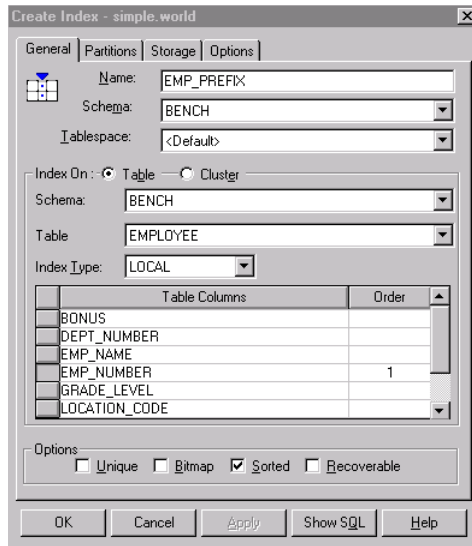 Create Index - simple.world
General Partitions Storage Options
Name: EMP_PREFIX
Schema: BENCH
Tablespace: <Default>
Index On : Table Cluster
Schema: BENCH
Table EMPLOYEE
Index Type: LOCAL
Table Columns Order
BONUS
DEPT_NUMBER
EMP_NAME
EMP_NUMBER 1
GRADE_LEVEL
LOCATION_CODE
Options
Unique Bitmap Sorted Recoverable
OK Cancel Apply Show SQL Help